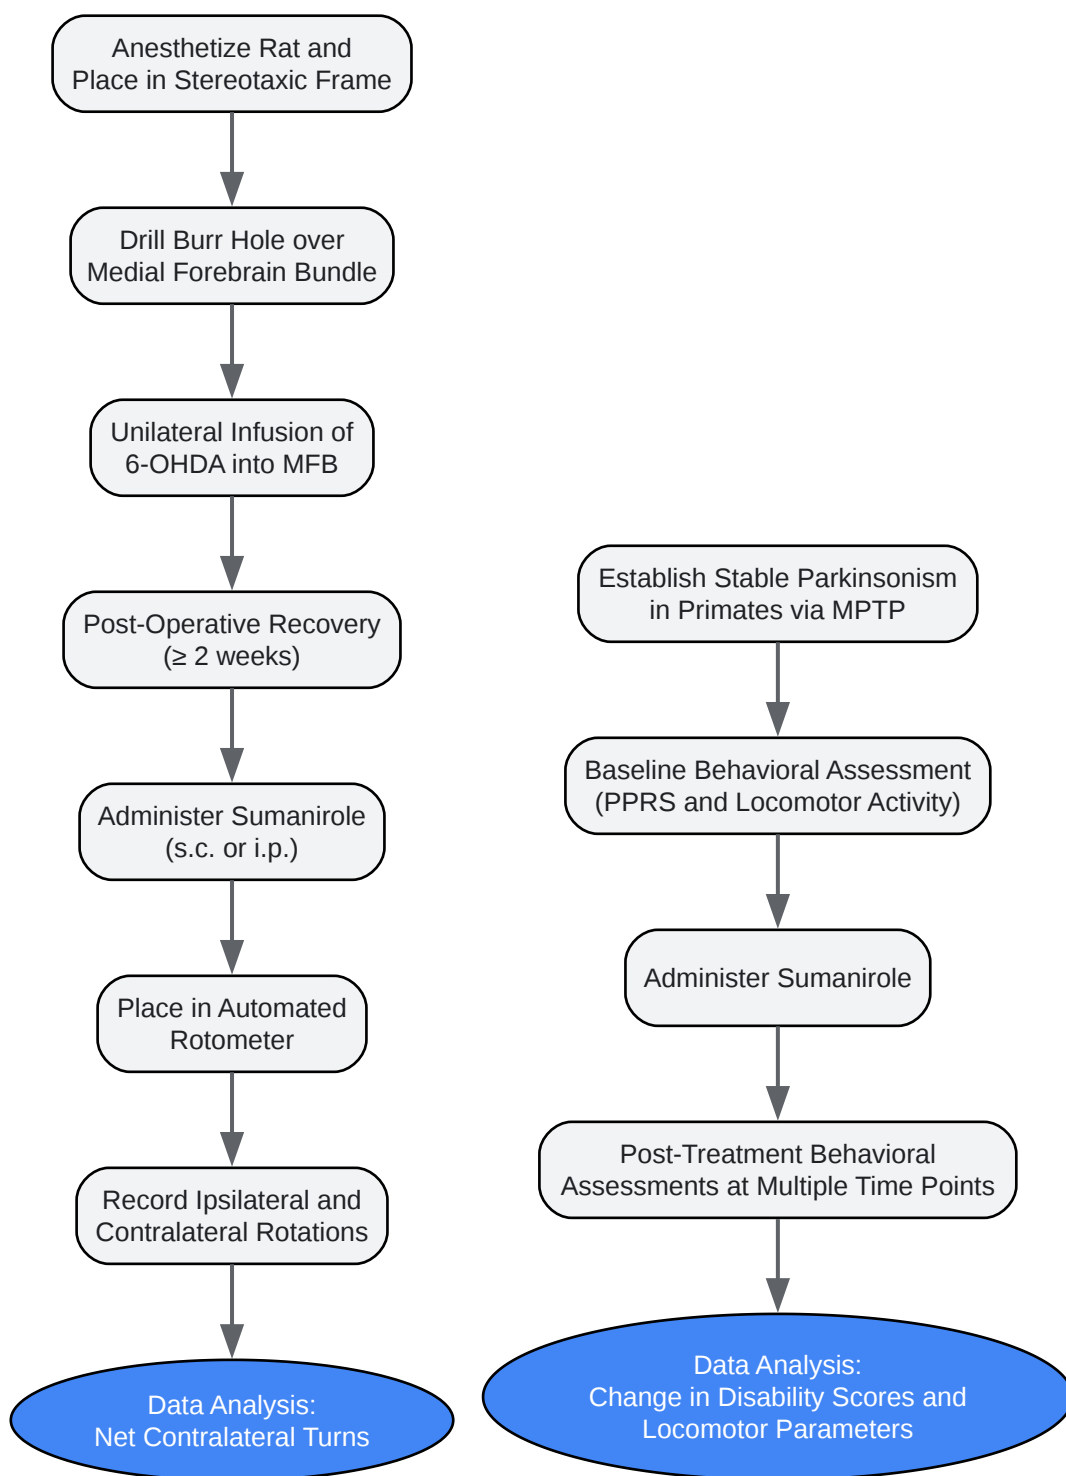 Anesthetize Rat and
Place in Stereotaxic Frame
Drill Burr Hole over
Medial Forebrain Bundle
Unilateral Infusion of
6-OHDA into MFB
Post-Operative Recovery
(≥ 2 weeks)
Administer Sumanirole
(s.c. or i.p.)
Place in Automated
Rotometer
Record Ipsilateral and
Contralateral Rotations
Data Analysis:
Net Contralateral Turns
Establish Stable Parkinsonism
in Primates via MPTP
Baseline Behavioral Assessment
(PPRS and Locomotor Activity)
Administer Sumanirole
Post-Treatment Behavioral
Assessments at Multiple Time Points
Data Analysis:
Change in Disability Scores and
Locomotor Parameters